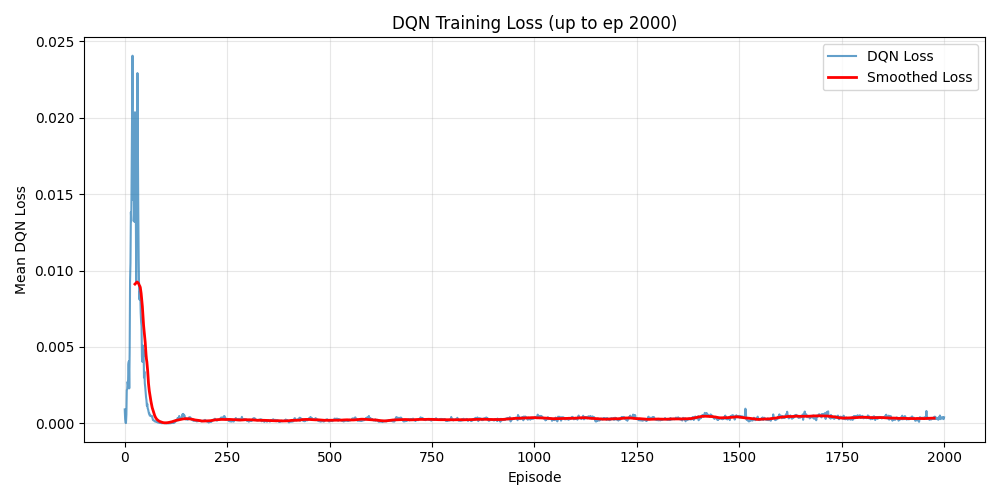 DQN Training Loss (up to ep 2000)
DQN Loss
Smoothed Loss
Mean DQN Loss
0.025
0.020
0.015
0.010
0.005
0.000
0 250 500 750 1000 1250 1500 1750 2000
Episode